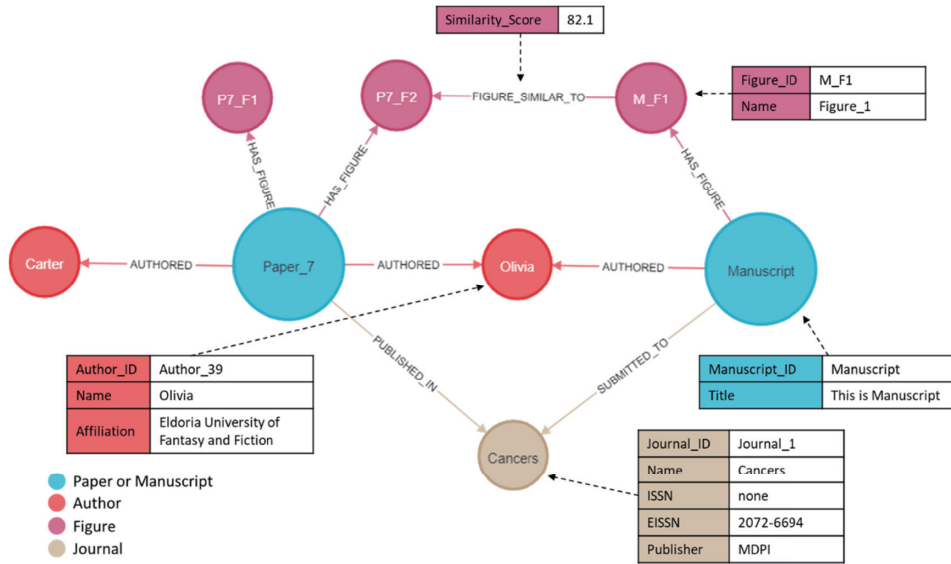 Similarity_Score 82.1
P7_F1
P7_F2
FIGURE_SIMILAR_TO
M_F1
Figure_ID M_F1
Name Figure_1
HAS_FIGURE
HAS_FIGURE
HAS_FIGURE
Carter
AUTHORED
Paper_7
AUTHORED
Olivia
AUTHORED
Manuscript
PUBLISHED_IN
SUBMITTED_TO
Author_ID Author_39
Name Olivia
Affiliation Eldoria University of
Fantasy and Fiction
Manuscript_ID Manuscript
Title This is Manuscript
Cancers
Journal_ID Journal_1
Name Cancers
ISSN none
EISSN 2072-6694
Publisher MDPI
Paper or Manuscript
Author
Figure
Journal